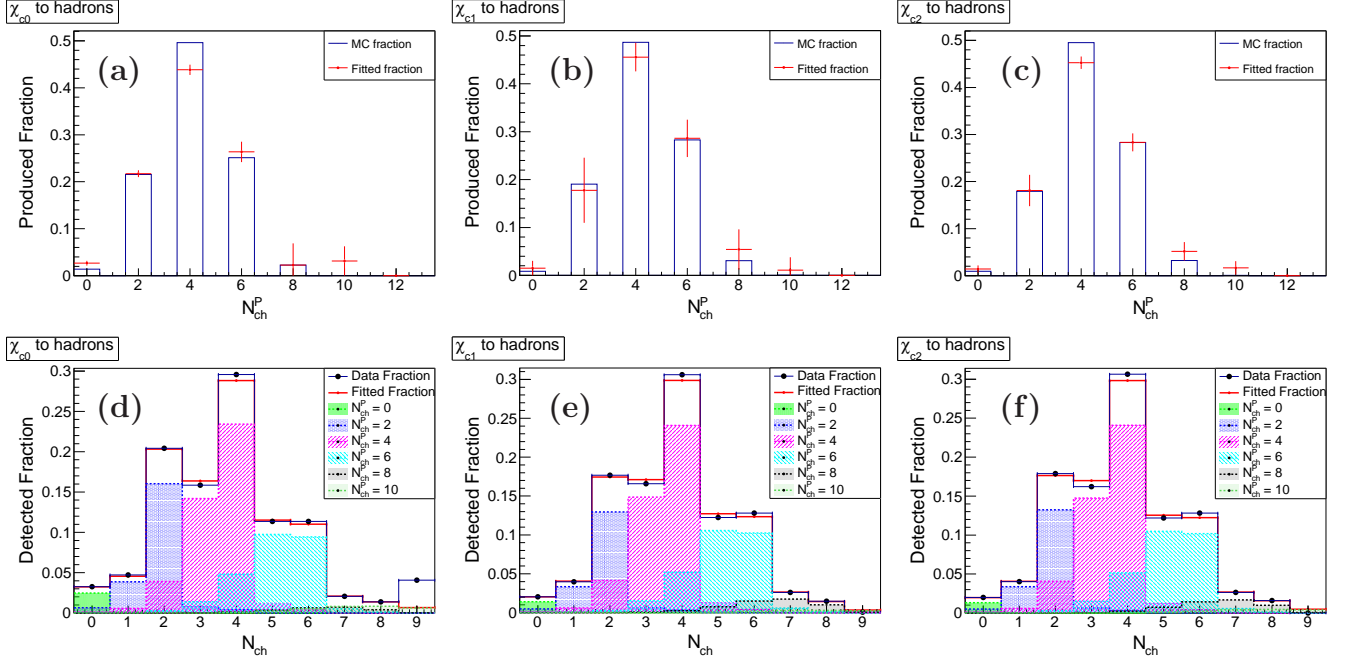 χc0 to hadrons
(a)
MC fraction
Fitted fraction
Produced Fraction
0.5
0.4
0.3
0.2
0.1
0
0 2 4 6 8 10 12
N^P_ch
χc1 to hadrons
(b)
MC fraction
Fitted fraction
Produced Fraction
0.5
0.4
0.3
0.2
0.1
0
0 2 4 6 8 10 12
N^P_ch
χc2 to hadrons
(c)
MC fraction
Fitted fraction
Produced Fraction
0.5
0.4
0.3
0.2
0.1
0
0 2 4 6 8 10 12
N^P_ch
χc0 to hadrons
(d)
Data Fraction
Fitted Fraction
N^P_ch = 0
N^P_ch = 2
N^P_ch = 4
N^P_ch = 6
N^P_ch = 8
N^P_ch = 10
Detected Fraction
0.3
0.25
0.2
0.15
0.1
0.05
0
0 1 2 3 4 5 6 7 8 9
N_ch
χc1 to hadrons
(e)
Data Fraction
Fitted Fraction
N^P_ch = 0
N^P_ch = 2
N^P_ch = 4
N^P_ch = 6
N^P_ch = 8
N^P_ch = 10
Detected Fraction
0.3
0.25
0.2
0.15
0.1
0.05
0
0 1 2 3 4 5 6 7 8 9
N_ch
χc2 to hadrons
(f)
Data Fraction
Fitted Fraction
N^P_ch = 0
N^P_ch = 2
N^P_ch = 4
N^P_ch = 6
N^P_ch = 8
N^P_ch = 10
Detected Fraction
0.3
0.25
0.2
0.15
0.1
0.05
0
0 1 2 3 4 5 6 7 8 9
N_ch